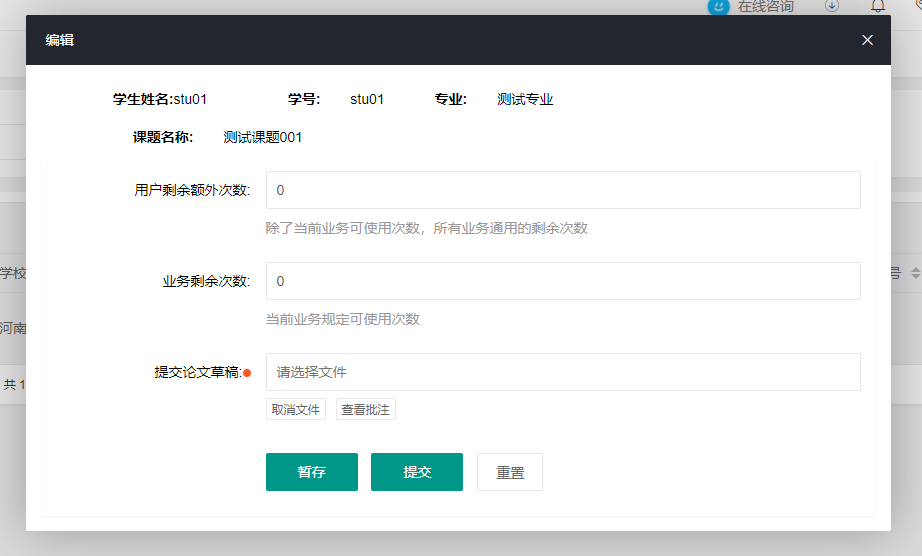 在线咨询
编辑
学生姓名:stu01 学号: stu01 专业: 测试专业
课题名称: 测试课题001
用户剩余额外次数: 0
除了当前业务可使用次数，所有业务通用的剩余次数
学校
号
业务剩余次数: 0
当前业务规定可使用次数
河南
提交论文草稿: 请选择文件
共 1
取消文件 查看批注
暂存 提交 重置